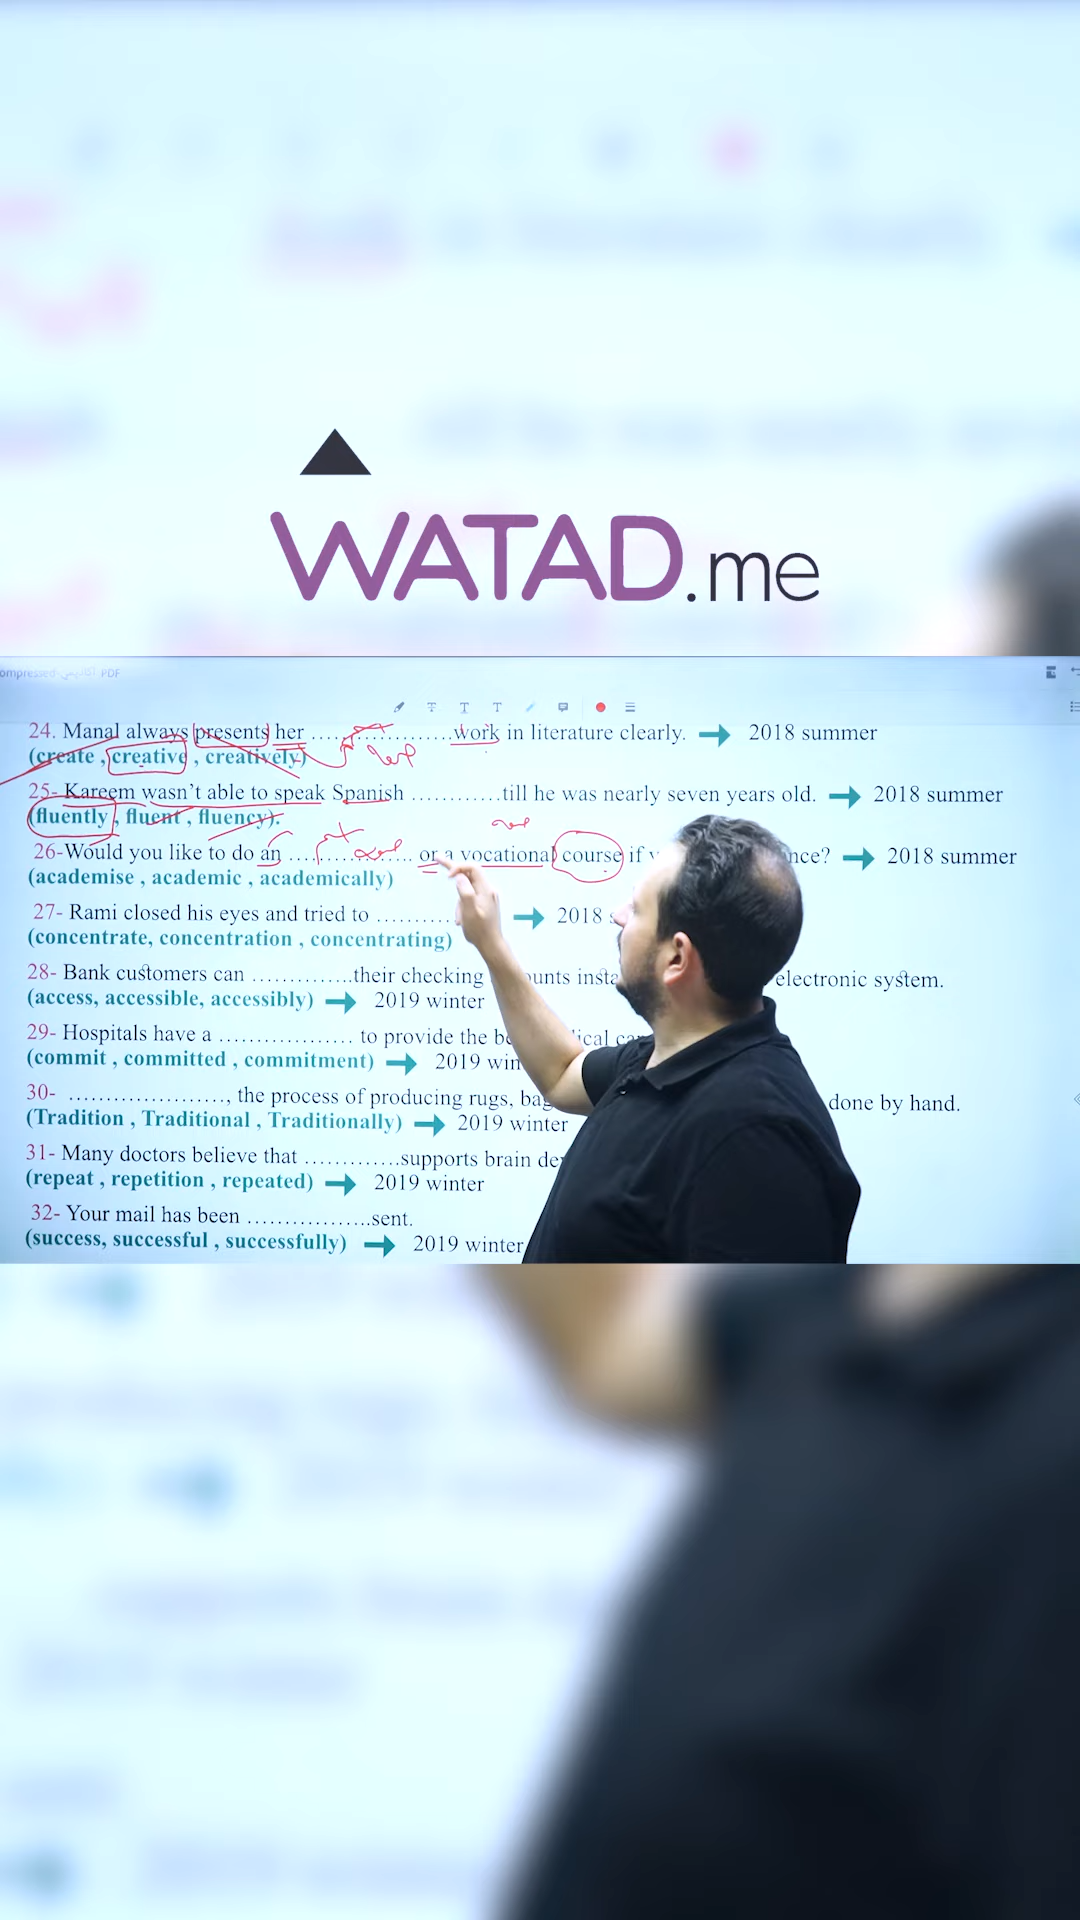 WATAD.me
PDF
24. Manal always presents her .................... work in literature clearly. 2018 summer
(create , creative , creatively)
25- Kareem wasn't able to speak Spanish ............till he was nearly seven years old. 2018 summer
(fluently , fluent , fluency).
26-Would you like to do an .................. or a vocational course if nce? 2018 summer
(academise , academic , academically)
27- Rami closed his eyes and tried to .......... 2018
(concentrate, concentration , concentrating)
28- Bank customers can ..............their checking electronic system.
(access, accessible, accessibly) 2019 winter
29- Hospitals have a .................. to provide the
(commit , committed , commitment) 2019
30- ...................., the process of producing rugs, done by hand.
(Tradition , Traditional , Traditionally) 2019 winter
31- Many doctors believe that .............supports brain
(repeat , repetition , repeated) 2019 winter
32- Your mail has been .................sent.
(success, successful , successfully) 2019 winter